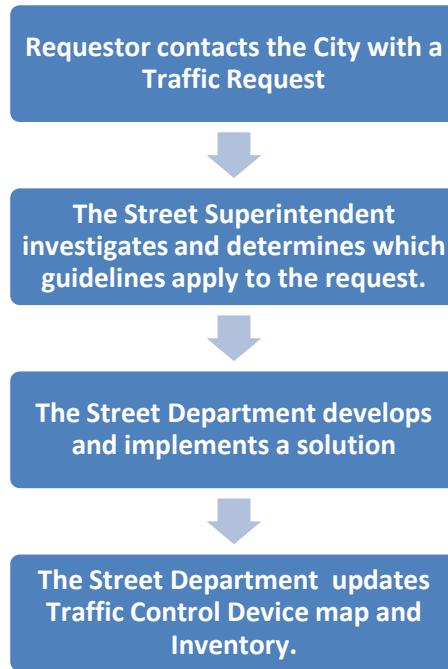 Requestor contacts the City with a
Traffic Request
The Street Superintendent
investigates and determines which
guidelines apply to the request.
The Street Department develops
and implements a solution
The Street Department  updates
Traffic Control Device map and
Inventory.